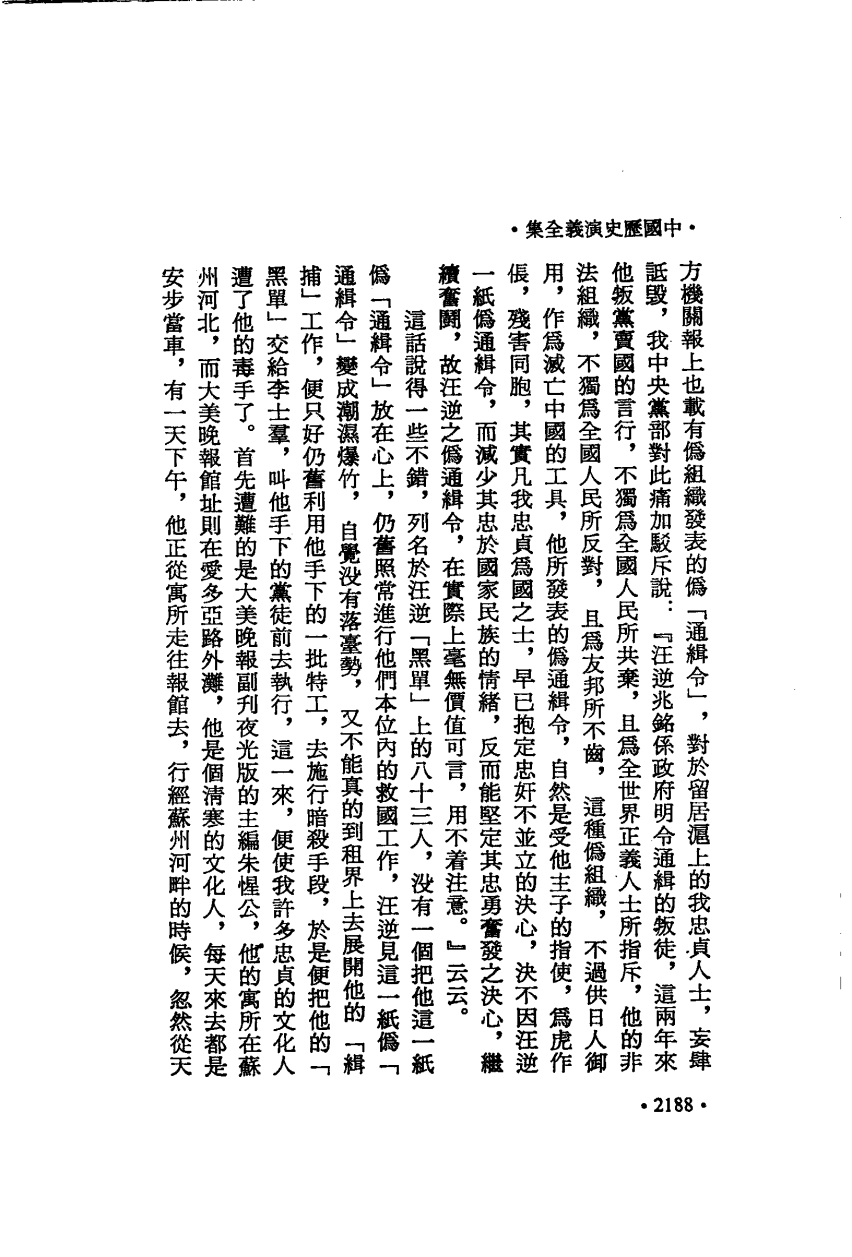 ・中國歷史演義全集・
方機關報上也載有僞組織發表的僞「通緝令」，對於留居滬上的我忠貞人士，妄肆
詆毀，我中央黨部對此痛加駁斥說：『汪逆兆銘係政府明令通緝的叛徒，這兩年來
他叛黨賣國的言行，不獨爲全國人民所共棄，且爲全世界正義人士所指斥，他的非
法組織，不獨爲全國人民所反對，且爲友邦所不齒，這種僞組織，不過供日人御
用，作爲滅亡中國的工具，他所發表的僞通緝令，自然是受他主子的指使，爲虎作
倀，殘害同胞，其實凡我忠貞爲國之士，早已抱定忠奸不並立的決心，決不因汪逆
一紙僞通緝令，而減少其忠於國家民族的情緒，反而能堅定其忠勇奮發之決心，繼
續奮鬪，故汪逆之僞通緝令，在實際上毫無價值可言，用不着注意。』云云。
這話說得一些不錯，列名於汪逆「黑單」上的八十三人，没有一個把他這一紙
僞「通緝令」放在心上，仍舊照常進行他們本位內的救國工作，汪逆見這一紙僞「
通緝令」變成潮濕爆竹，自覺没有落臺勢，又不能真的到租界上去展開他的「緝
捕」工作，便只好仍舊利用他手下的一批特工，去施行暗殺手段，於是便把他的「
黑單」交給李士羣，叫他手下的黨徒前去執行，這一來，便使我許多忠貞的文化人
遭了他的毒手了。首先遭難的是大美晚報副刋夜光版的主編朱惺公，他的寓所在蘇
州河北，而大美晚報館址則在愛多亞路外灘，他是個清寒的文化人，每天來去都是
安步當車，有一天下午，他正從寓所走往報館去，行經蘇州河畔的時候，忽然從天
・2188・